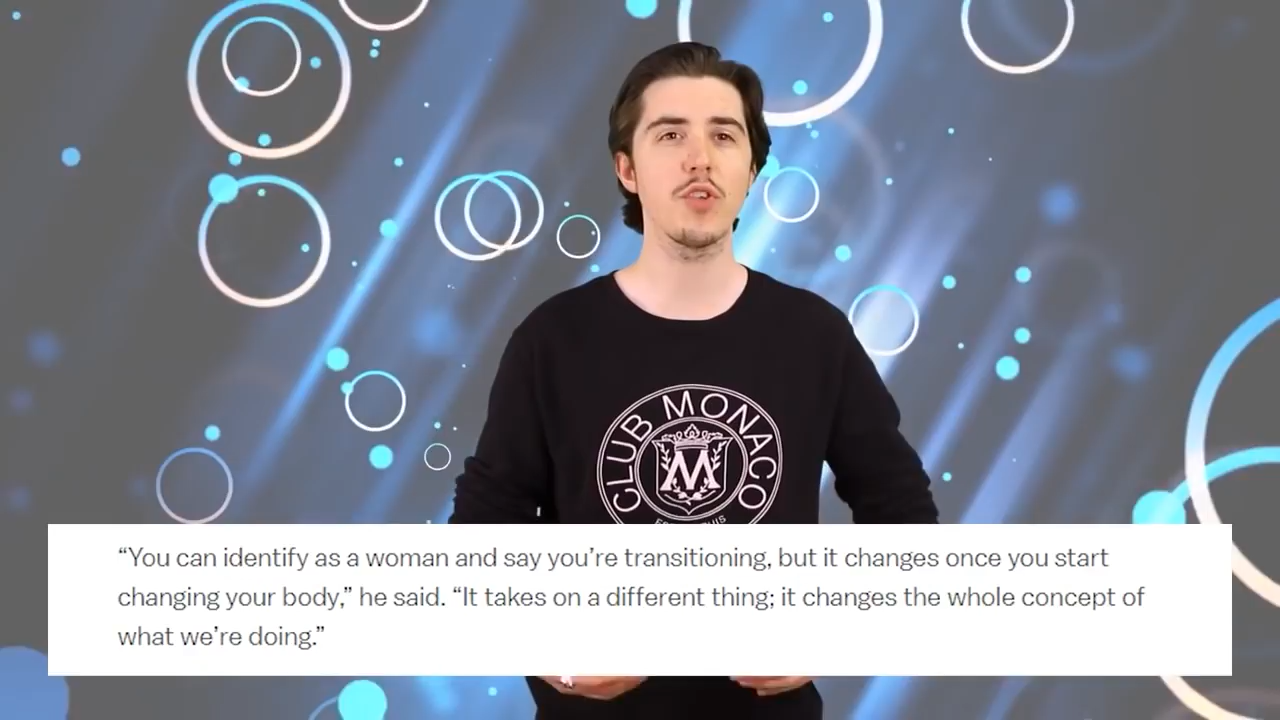 CLUB MONACO
M
“You can identify as a woman and say you’re transitioning, but it changes once you start
changing your body,” he said. “It takes on a different thing; it changes the whole concept of
what we’re doing.”